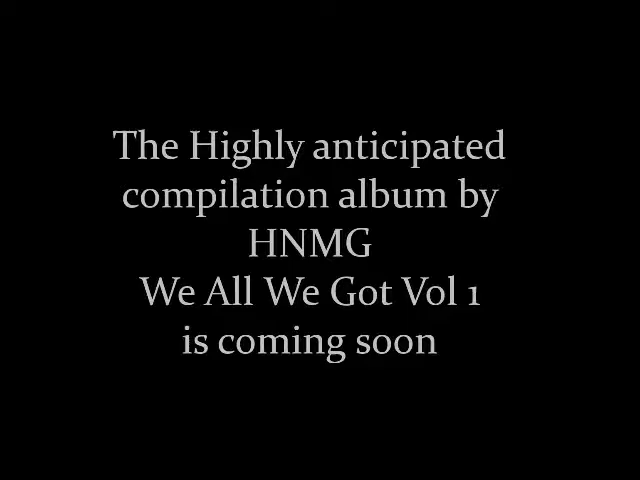 The Highly anticipated
compilation album by
HNMG
We All We Got Vol 1
is coming soon